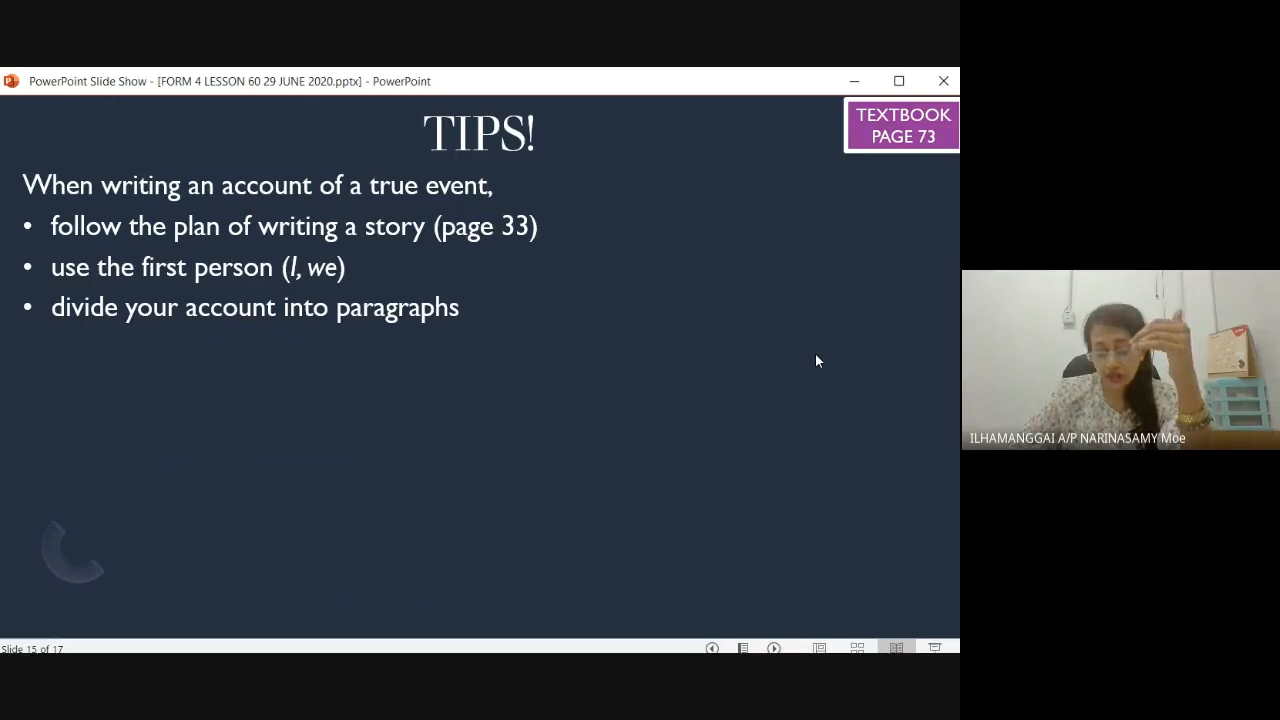 PowerPoint Slide Show - [FORM 4 LESSON 60 29 JUNE 2020.pptx] - PowerPoint
TIPS!
TEXTBOOK
PAGE 73
When writing an account of a true event,
• follow the plan of writing a story (page 33)
• use the first person (I, we)
• divide your account into paragraphs
ILHAMANGGAI A/P NARINASAMY Moe
Slide 15 of 17